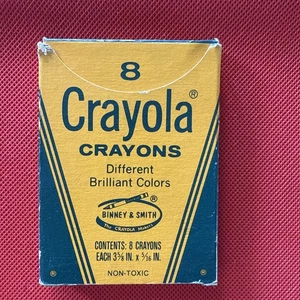 8
Crayola®
CRAYONS
Different
Brilliant Colors
BINNEY & SMITH
The CRAYOLA Makers
CONTENTS: 8 CRAYONS
EACH 3⅝ IN. x 5/16 IN.
NON-TOXIC